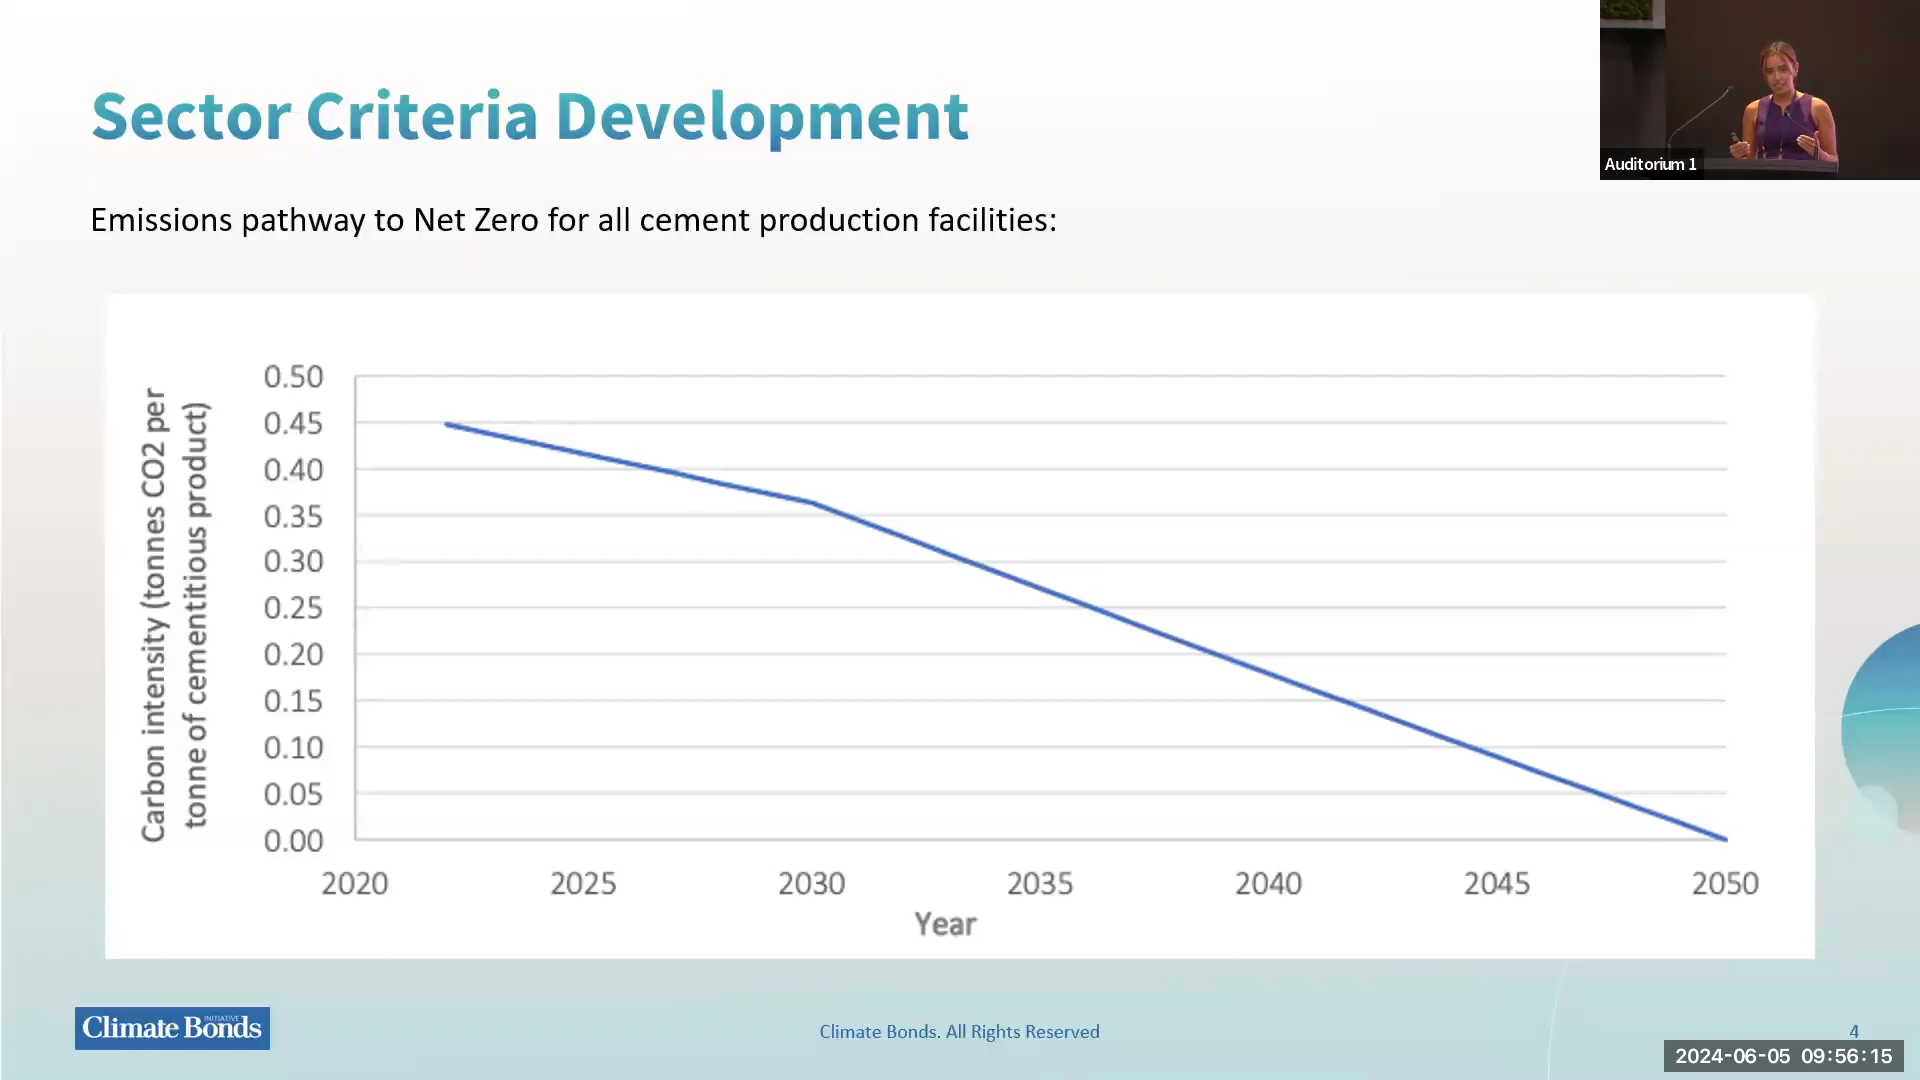 Sector Criteria Development
Auditorium 1
Emissions pathway to Net Zero for all cement production facilities:
Carbon intensity (tonnes CO2 per
tonne of cementitious product)
0.50
0.45
0.40
0.35
0.30
0.25
0.20
0.15
0.10
0.05
0.00
2020 2025 2030 2035 2040 2045 2050
Year
Climate Bonds INITIATIVE
Climate Bonds. All Rights Reserved
4
2024-06-05 09:56:15